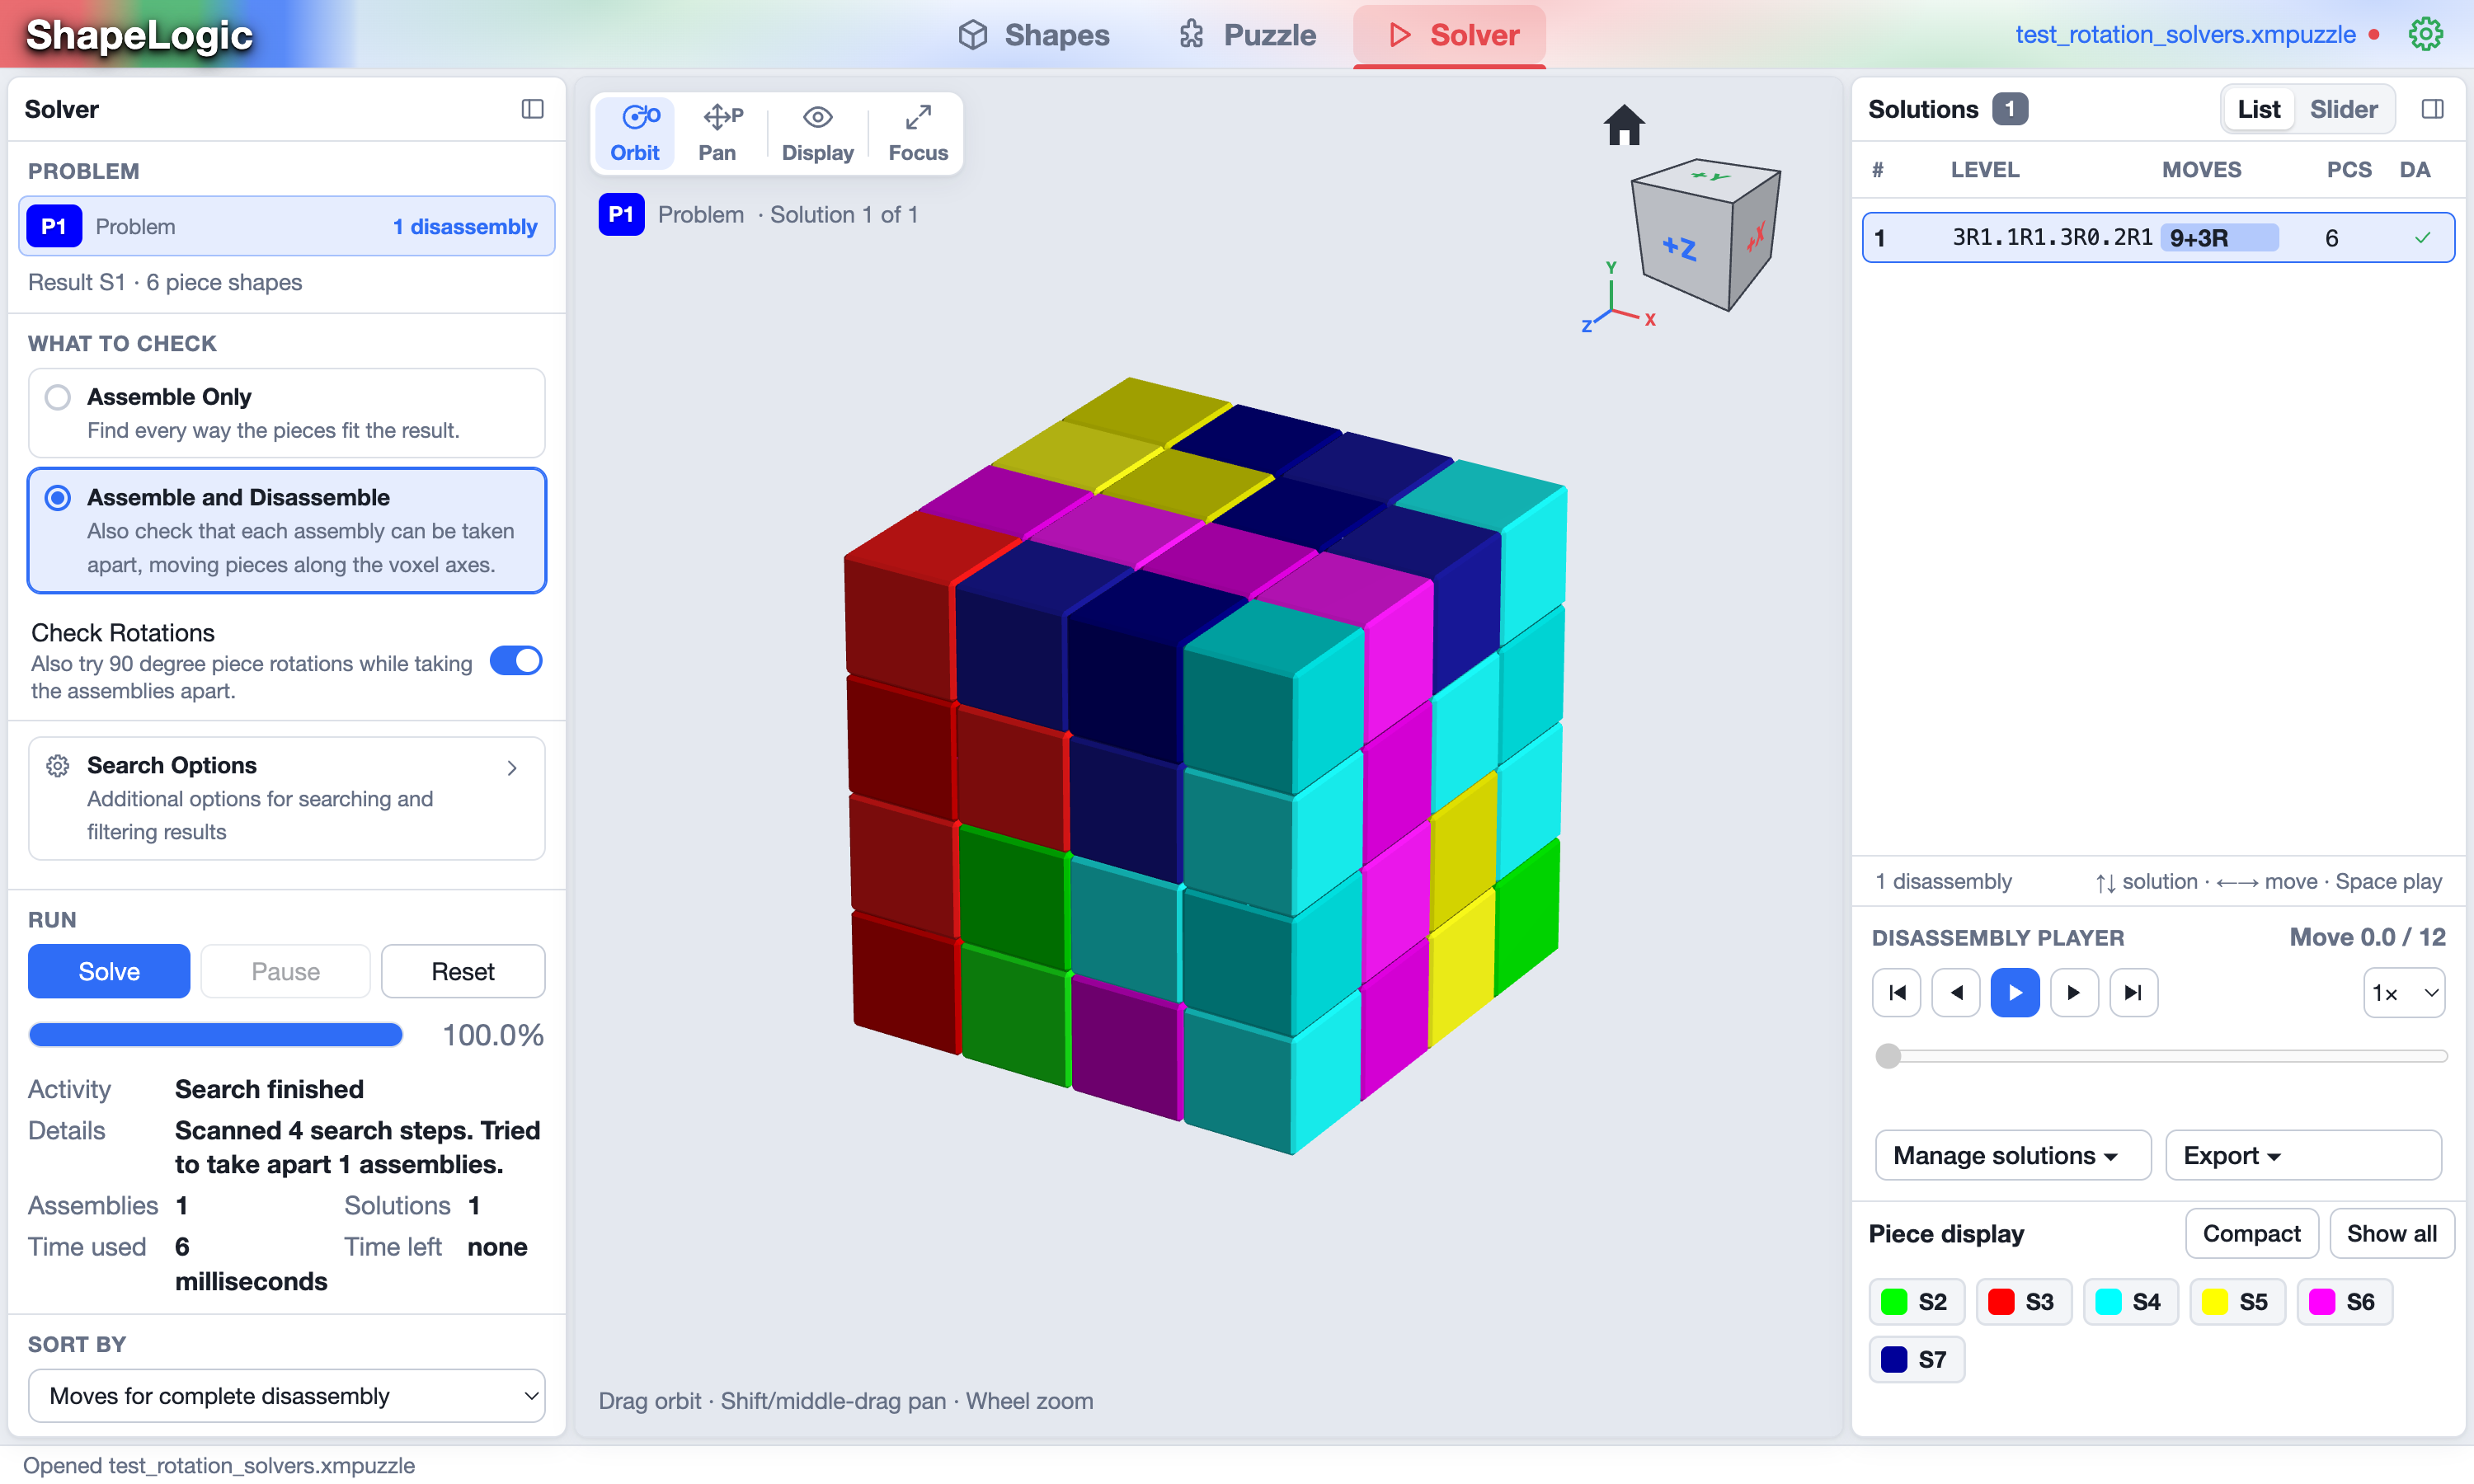 ShapeLogic
Shapes
Puzzle
Solver
test_rotation_solvers.xmpuzzle
Solver
PROBLEM
P1 Problem 1 disassembly
Result S1 · 6 piece shapes
WHAT TO CHECK
Assemble Only
Find every way the pieces fit the result.
Assemble and Disassemble
Also check that each assembly can be taken
apart, moving pieces along the voxel axes.
Check Rotations
Also try 90 degree piece rotations while taking
the assemblies apart.
Search Options
Additional options for searching and
filtering results
RUN
Solve Pause Reset
100.0%
Activity Search finished
Details Scanned 4 search steps. Tried
to take apart 1 assemblies.
Assemblies 1 Solutions 1
Time used 6 Time left none
milliseconds
SORT BY
Moves for complete disassembly
Opened test_rotation_solvers.xmpuzzle
O P
Orbit Pan Display Focus
P1 Problem · Solution 1 of 1
+Y
+Z +X
Y
Z X
Drag orbit · Shift/middle-drag pan · Wheel zoom
Solutions 1 List Slider
# LEVEL MOVES PCS DA
1 3R1.1R1.3R0.2R1 9+3R 6 ✓
1 disassembly ↑↓ solution · ←→ move · Space play
DISASSEMBLY PLAYER Move 0.0 / 12
1×
Manage solutions Export
Piece display Compact Show all
S2 S3 S4 S5 S6
S7